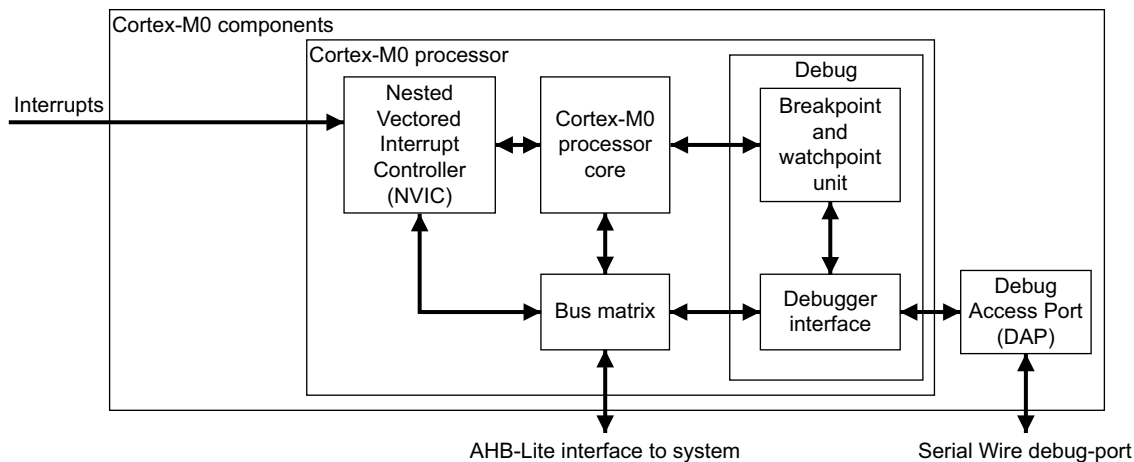 Cortex-M0 components
Cortex-M0 processor
Interrupts
Nested
Vectored
Interrupt
Controller
(NVIC)
Cortex-M0
processor
core
Debug
Breakpoint
and
watchpoint
unit
Bus matrix
Debugger
interface
Debug
Access Port
(DAP)
AHB-Lite interface to system
Serial Wire debug-port